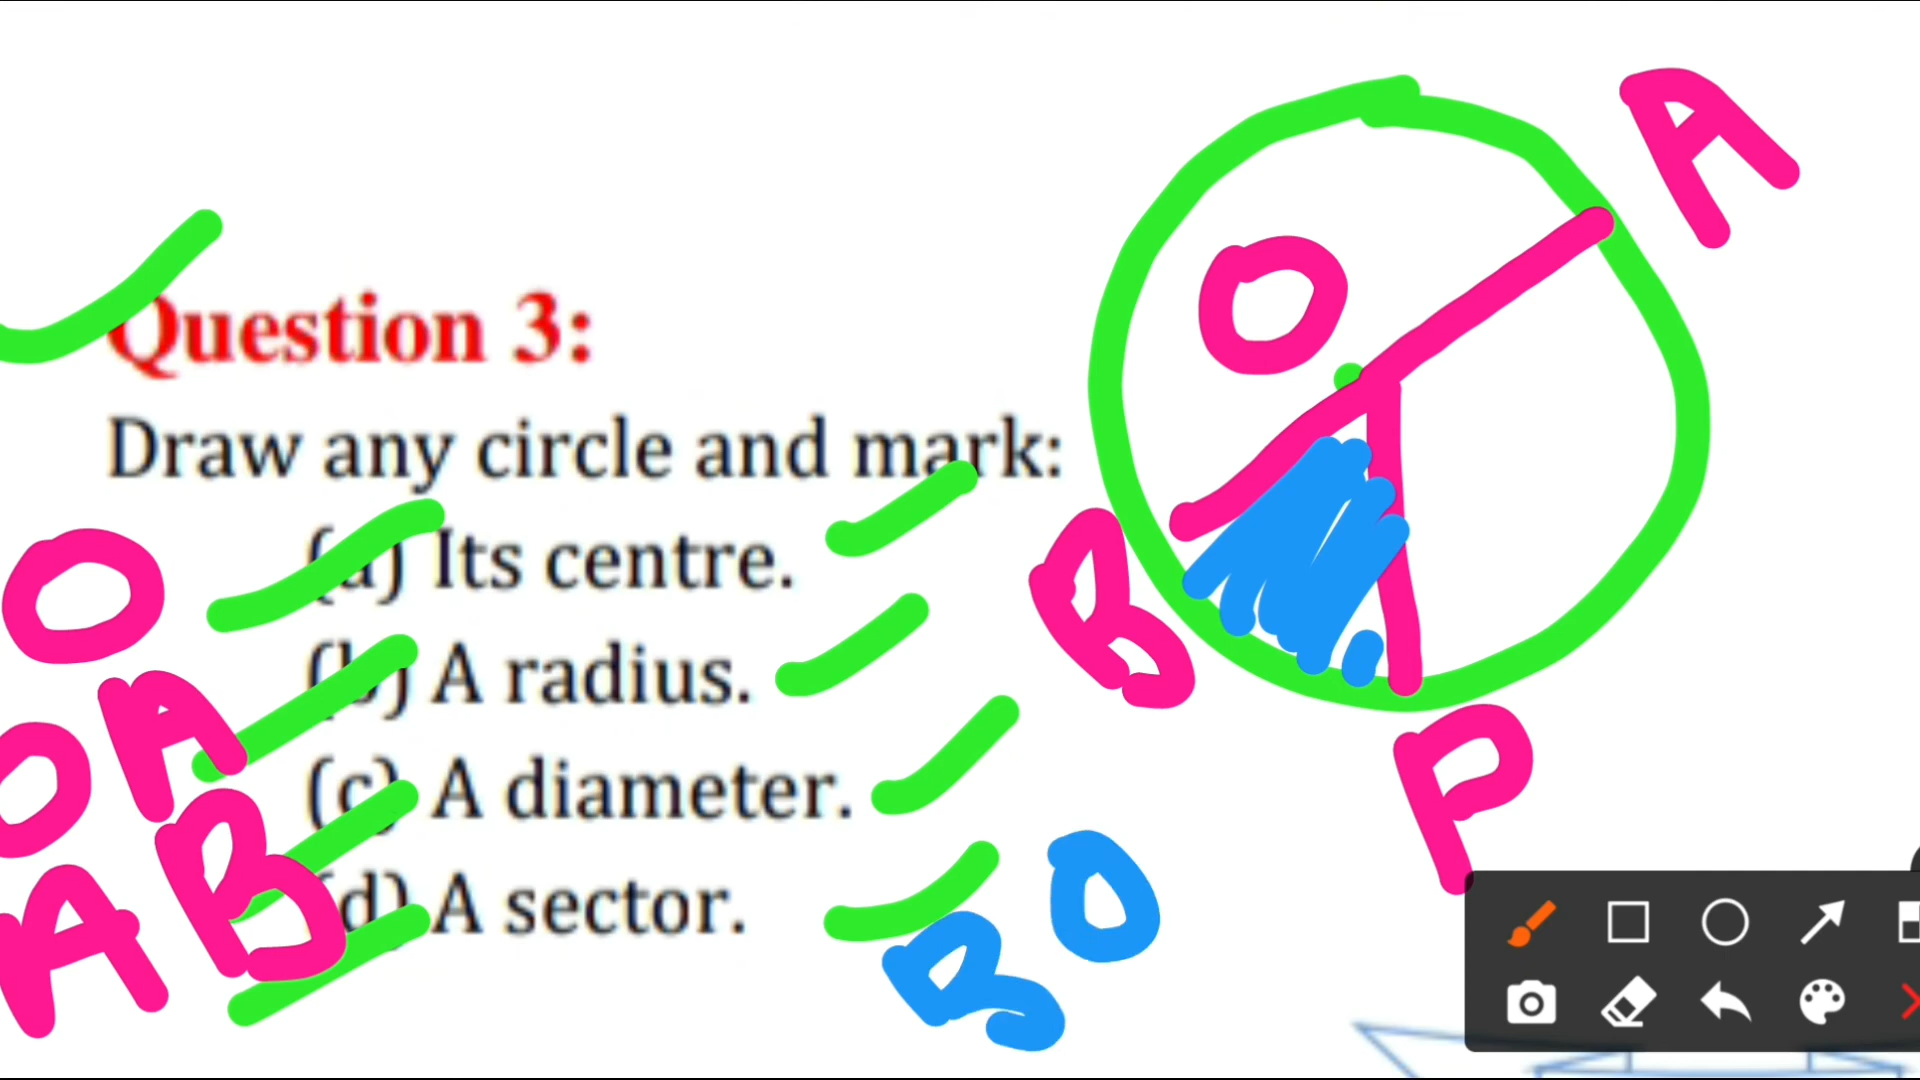 A
O
Question 3:
Draw any circle and mark:
O (a) Its centre.
B
OA (b) A radius.
P
AB (c) A diameter.
(d) A sector.
BO